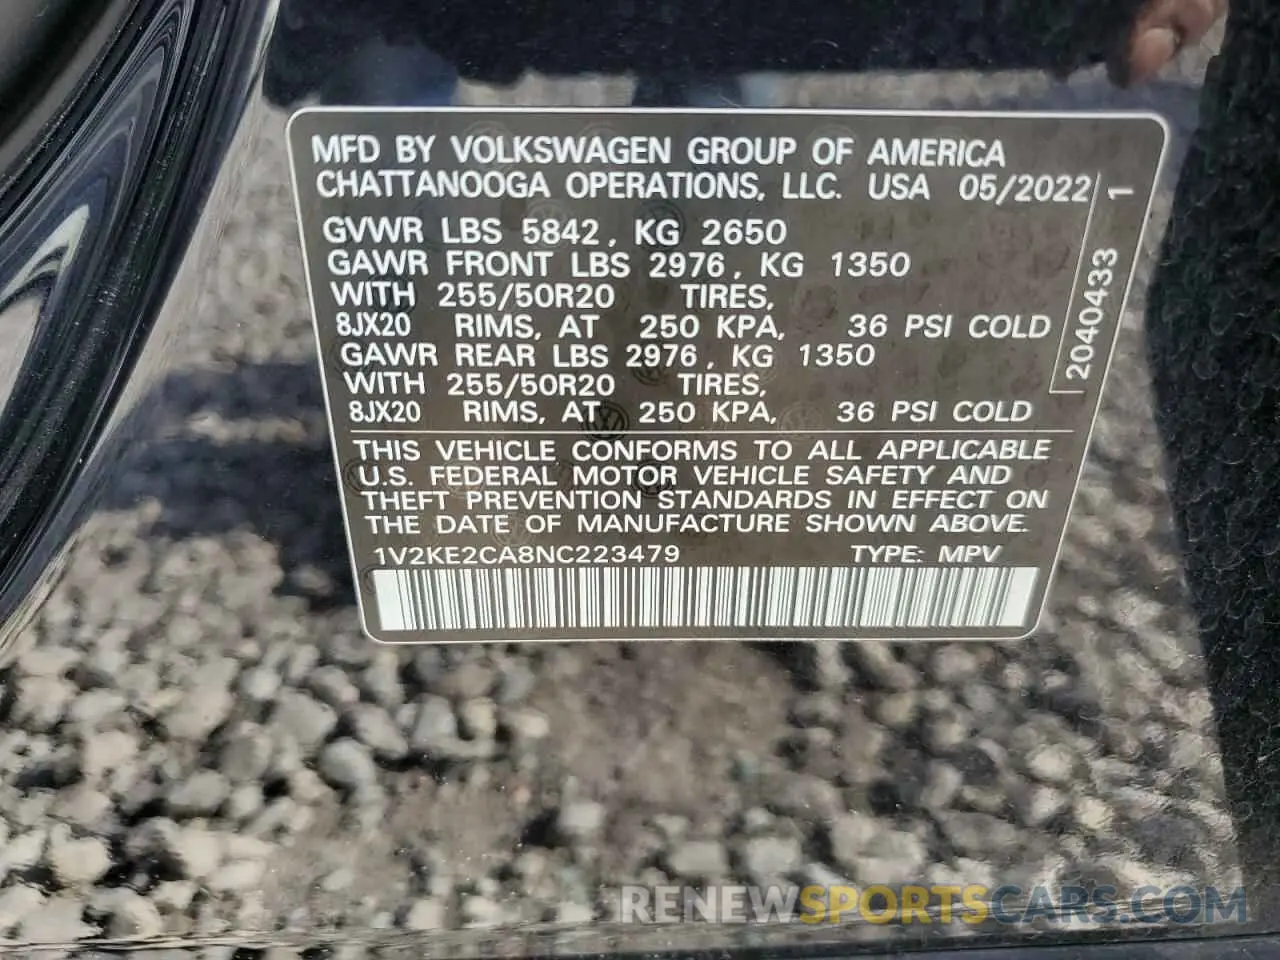 MFD BY VOLKSWAGEN GROUP OF AMERICA
CHATTANOOGA OPERATIONS, LLC. USA 05/2022
GVWR LBS 5842, KG 2650
GAWR FRONT LBS 2976, KG 1350
WITH 255/50R20 TIRES,
8JX20 RIMS, AT 250 KPA, 36 PSI COLD
GAWR REAR LBS 2976, KG 1350
WITH 255/50R20 TIRES,
8JX20 RIMS, AT 250 KPA, 36 PSI COLD
2040433 1
THIS VEHICLE CONFORMS TO ALL APPLICABLE
U.S. FEDERAL MOTOR VEHICLE SAFETY AND
THEFT PREVENTION STANDARDS IN EFFECT ON
THE DATE OF MANUFACTURE SHOWN ABOVE.
1V2KE2CA8NC223479 TYPE: MPV
RENEWSPORTSCARS.COM